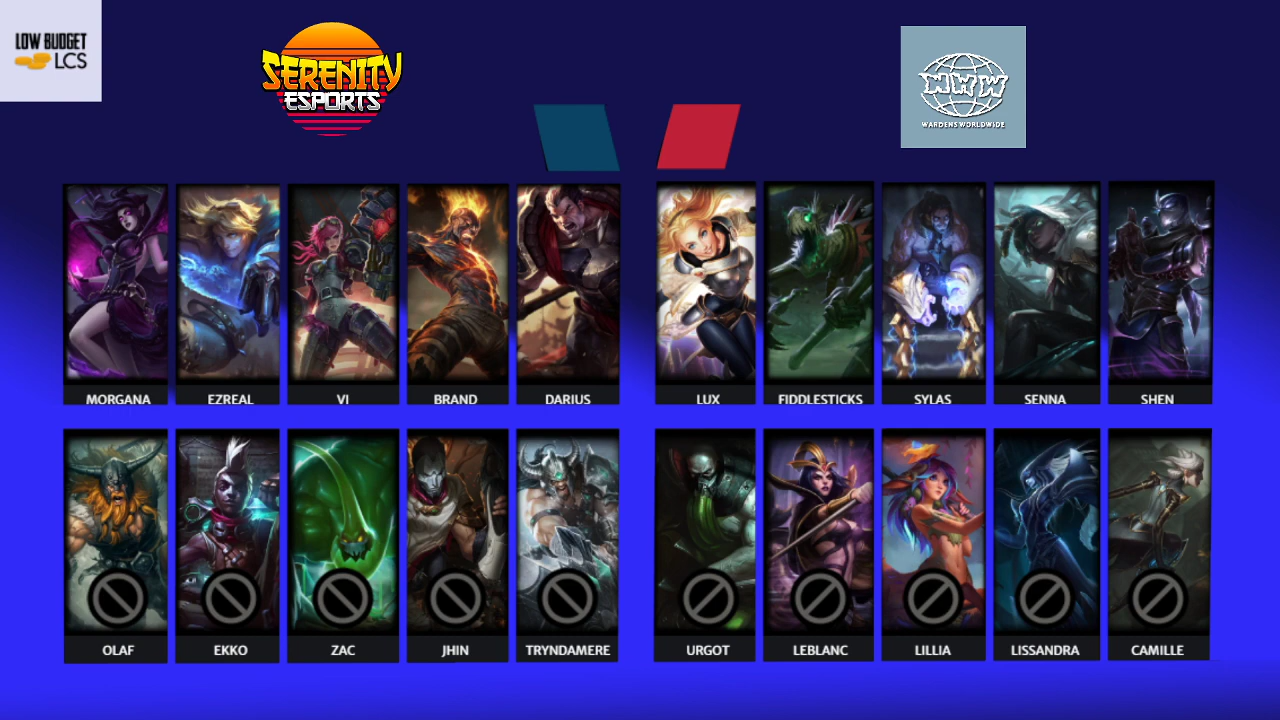 LOW BUDGET
LCS
SERENITY
ESPORTS
WWW
WARDENS WORLDWIDE
MORGANA EZREAL VI BRAND DARIUS LUX FIDDLESTICKS SYLAS SENNA SHEN
OLAF EKKO ZAC JHIN TRYNDAMERE URGOT LEBLANC LILLIA LISSANDRA CAMILLE